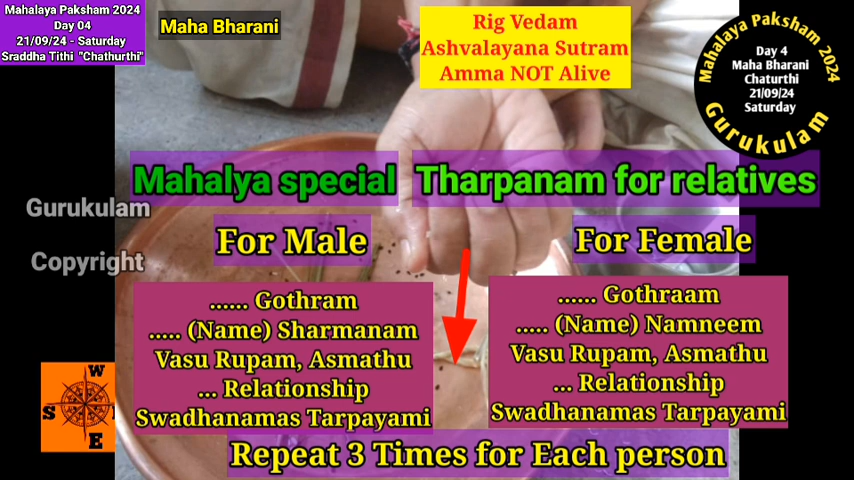 Mahalaya Paksham 2024
Day 04
21/09/24 - Saturday
Sraddha Tithi "Chathurthi"
Maha Bharani
Rig Vedam
Ashvalayana Sutram
Amma NOT Alive
Mahalaya Paksham 2024
Day 4
Maha Bharani
Chaturthi
21/09/24
Saturday
Gurukulam
Mahalya special Tharpanam for relatives
Gurukulam
Copyright
For Male
...... Gothram
..... (Name) Sharmanam
Vasu Rupam, Asmathu
... Relationship
Swadhanamas Tarpayami
For Female
...... Gothraam
..... (Name) Namneem
Vasu Rupam, Asmathu
... Relationship
Swadhanamas Tarpayami
W
S
E
Repeat 3 Times for Each person